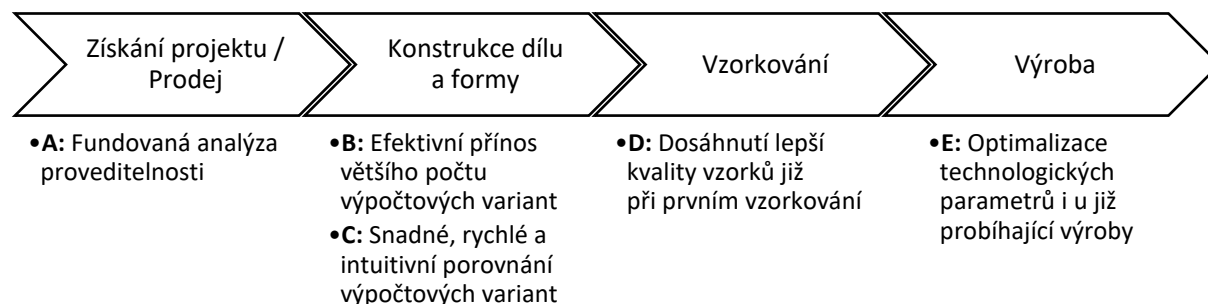 Získání projektu /
Prodej
Konstrukce dílu
a formy
Vzorkování
Výroba
•A: Fundovaná analýza
proveditelnosti
•B: Efektivní přínos
většího počtu
výpočtových variant
•C: Snadné, rychlé a
intuitivní porovnání
výpočtových variant
•D: Dosáhnutí lepší
kvality vzorků již
při prvním vzorkování
•E: Optimalizace
technologických
parametrů i u již
probíhající výroby